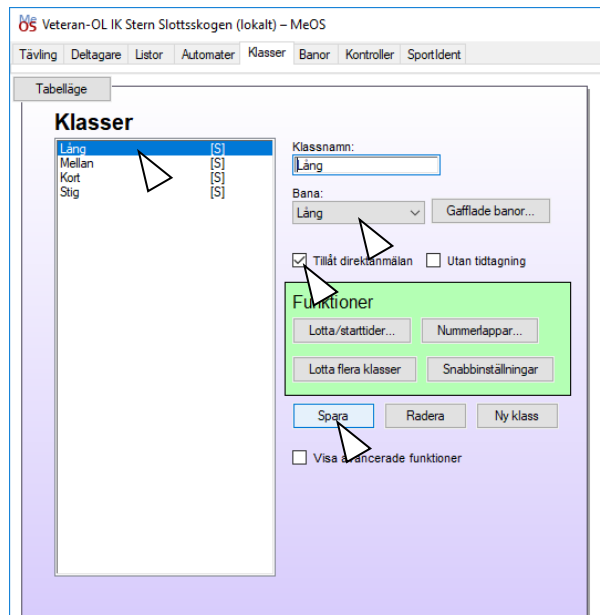 MeOS Veteran-OL IK Stern Slottsskogen (lokalt) – MeOS
Tävling Deltagare Listor Automater Klasser Banor Kontroller SportIdent
Tabelläge
Klasser
Lång [S]
Mellan [S]
Kort [S]
Stig [S]
Klassnamn:
Lång
Bana:
Lång Gafflade banor...
Tillåt direktanmälan Utan tidtagning
Funktioner
Lotta/starttider... Nummerlappar...
Lotta flera klasser Snabbinställningar
Spara Radera Ny klass
Visa avancerade funktioner